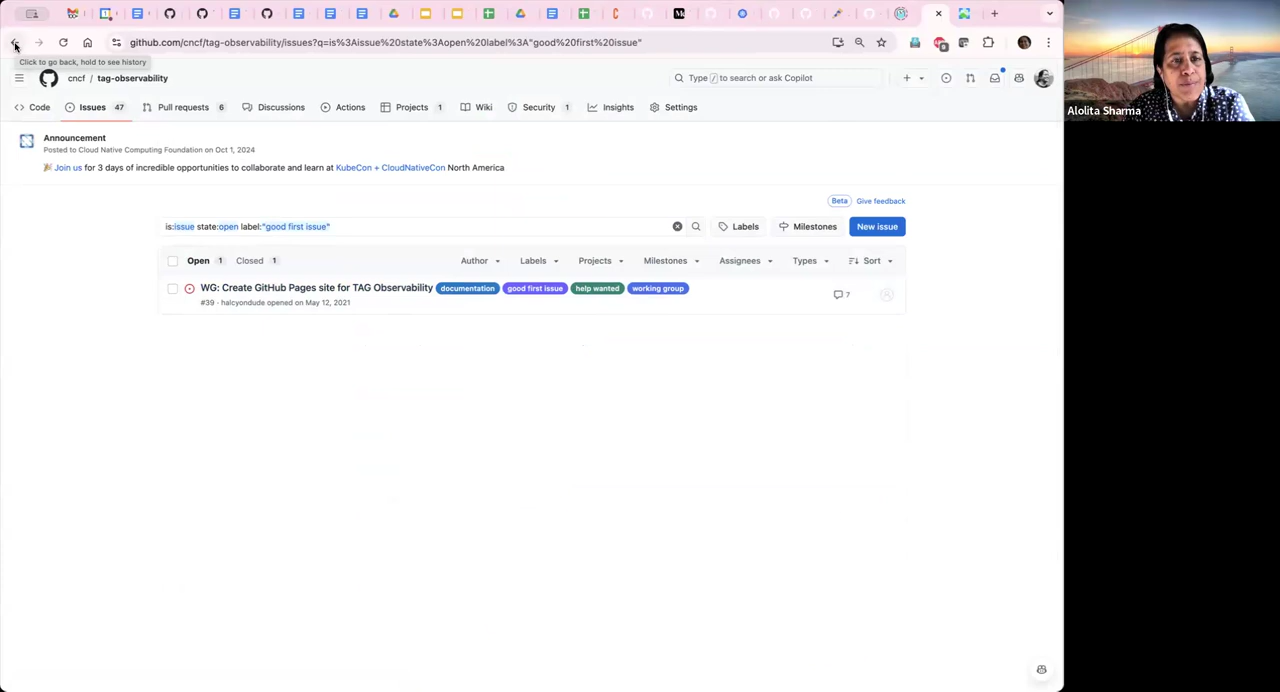 github.com/cncf/tag-observability/issues?q=is%3Aissue%20state%3Aopen%20label%3A"good%20first%20issue"
Click to go back, hold to see history
cncf / tag-observability
Type / to search or ask Copilot
Code
Issues 47
Pull requests 6
Discussions
Actions
Projects 1
Wiki
Security 1
Insights
Settings
Announcement
Posted to Cloud Native Computing Foundation on Oct 1, 2024
🎉 Join us for 3 days of incredible opportunities to collaborate and learn at KubeCon + CloudNativeCon North America
Beta Give feedback
is:issue state:open label:"good first issue"
Labels
Milestones
New issue
Open 1 Closed 1
Author
Labels
Projects
Milestones
Assignees
Types
Sort
WG: Create GitHub Pages site for TAG Observability documentation good first issue help wanted working group
#39 · halcyondude opened on May 12, 2021
7
Alolita Sharma